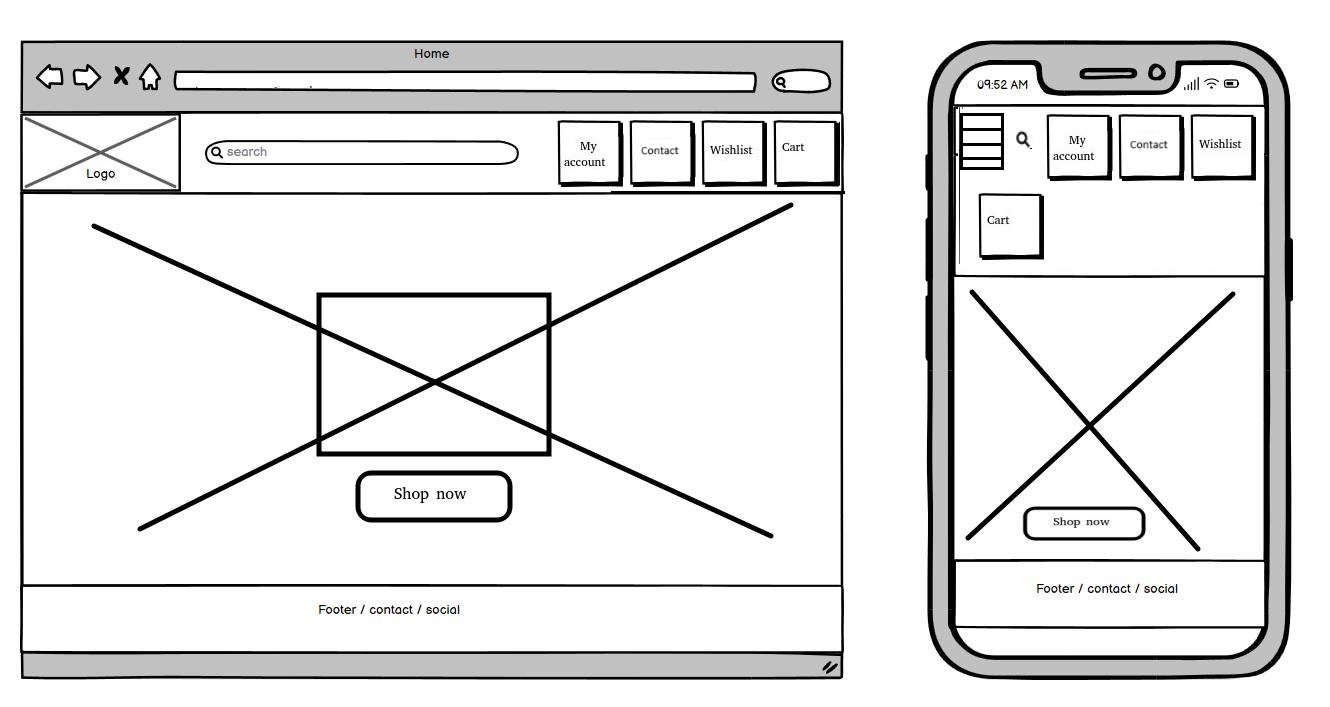 Home
Logo
search
My
account
Contact
Wishlist
Cart
Shop now
Footer / contact / social
09:52 AM
My
account
Contact
Wishlist
Cart
Shop now
Footer / contact / social